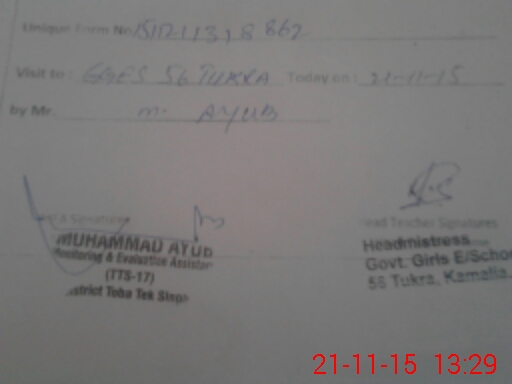 Unique Form No
Visit to: GGES 56 TUKRA Today on: 21-11-15
by Mr. M. AYUB
Signatures
Head Teacher Signatures
MUHAMMAD AYUB
Monitoring & Evaluation Assistant
(TTS-17)
District Toba Tek Singh
Headmistress
Govt. Girls E/School
Tukra, Kamalia.
21-11-15 13:29